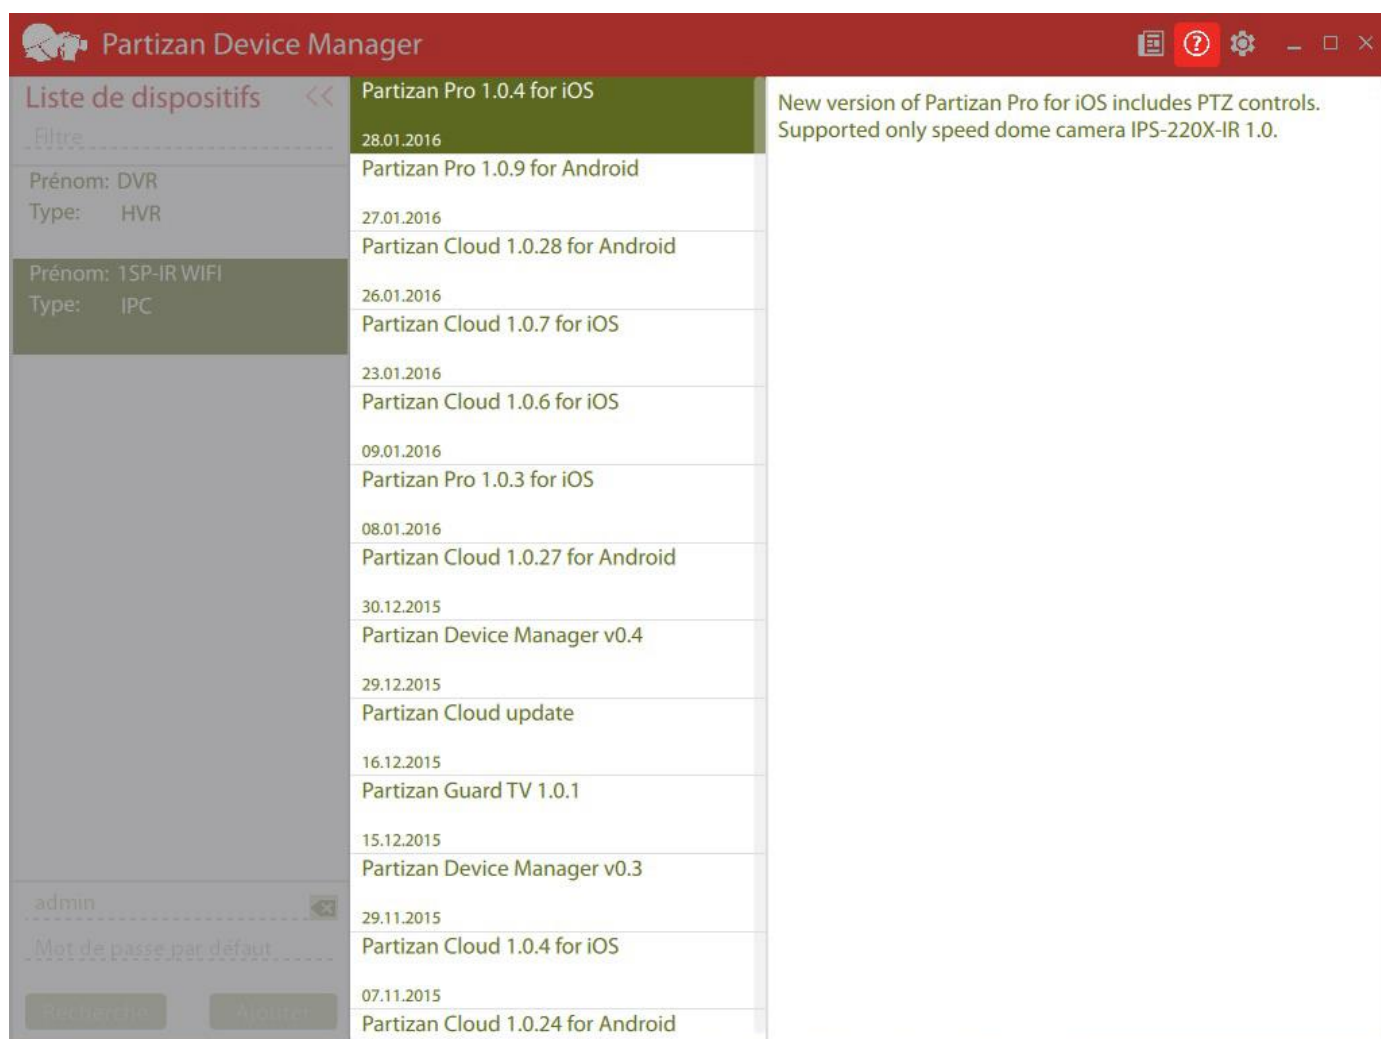 Partizan Device Manager
Liste de dispositifs <<
Filtre
Prénom: DVR
Type: HVR
Prénom: 1SP-IR WIFI
Type: IPC
admin
Mot de passe par défaut
Recherche Ajouter
Partizan Pro 1.0.4 for iOS
28.01.2016
Partizan Pro 1.0.9 for Android
27.01.2016
Partizan Cloud 1.0.28 for Android
26.01.2016
Partizan Cloud 1.0.7 for iOS
23.01.2016
Partizan Cloud 1.0.6 for iOS
09.01.2016
Partizan Pro 1.0.3 for iOS
08.01.2016
Partizan Cloud 1.0.27 for Android
30.12.2015
Partizan Device Manager v0.4
29.12.2015
Partizan Cloud update
16.12.2015
Partizan Guard TV 1.0.1
15.12.2015
Partizan Device Manager v0.3
29.11.2015
Partizan Cloud 1.0.4 for iOS
07.11.2015
Partizan Cloud 1.0.24 for Android
New version of Partizan Pro for iOS includes PTZ controls.
Supported only speed dome camera IPS-220X-IR 1.0.